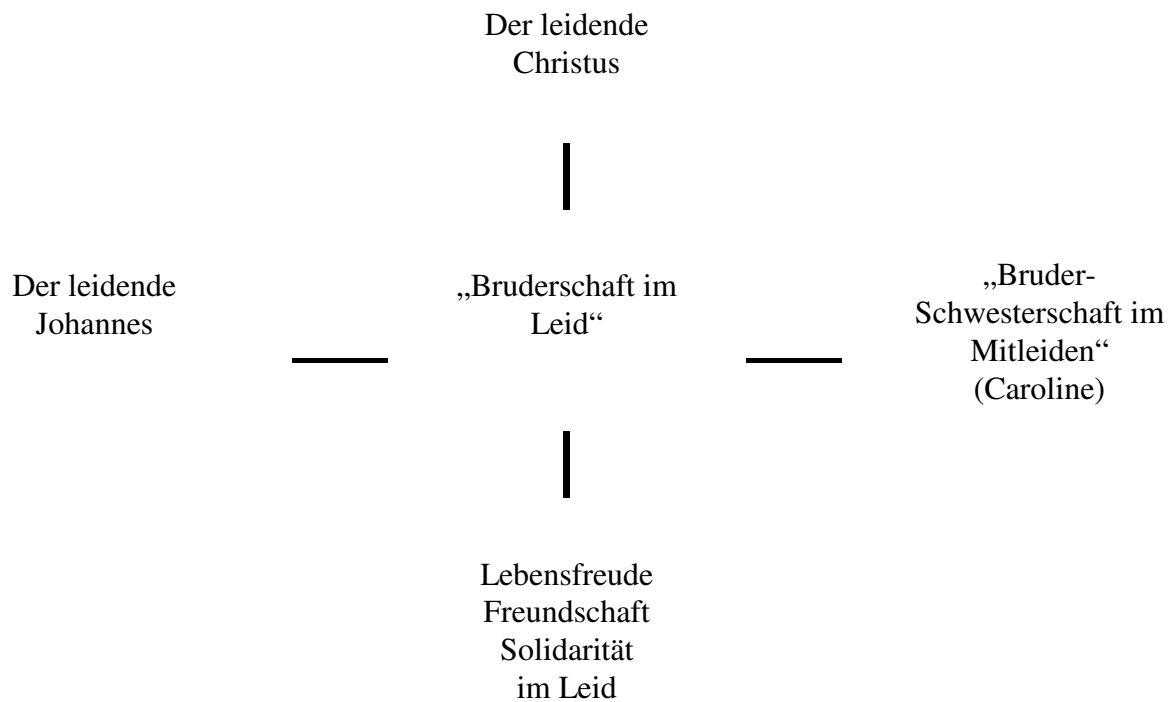 Der leidende
Christus
Der leidende
Johannes
„Bruderschaft im
Leid“
„Bruder-
Schwesterschaft im
Mitleiden“
(Caroline)
Lebensfreude
Freundschaft
Solidarität
im Leid